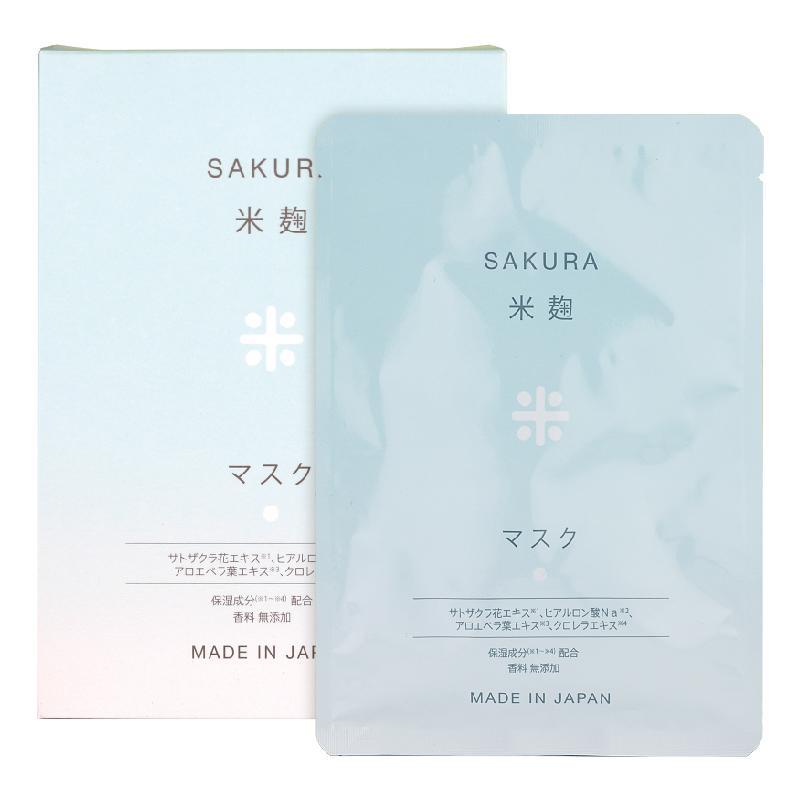 SAKURA
米麹
マスク
サトザクラ花エキス※1、ヒアルロン
アロエベラ葉エキス※3、クロレ
保湿成分(※1~※4) 配合
香料 無添加
MADE IN JAP
SAKURA
米麹
マスク
サトザクラ花エキス※1、ヒアルロン酸Na※2、
アロエベラ葉エキス※3、クロレラエキス※4
保湿成分(※1~※4) 配合
香料 無添加
MADE IN JAPAN